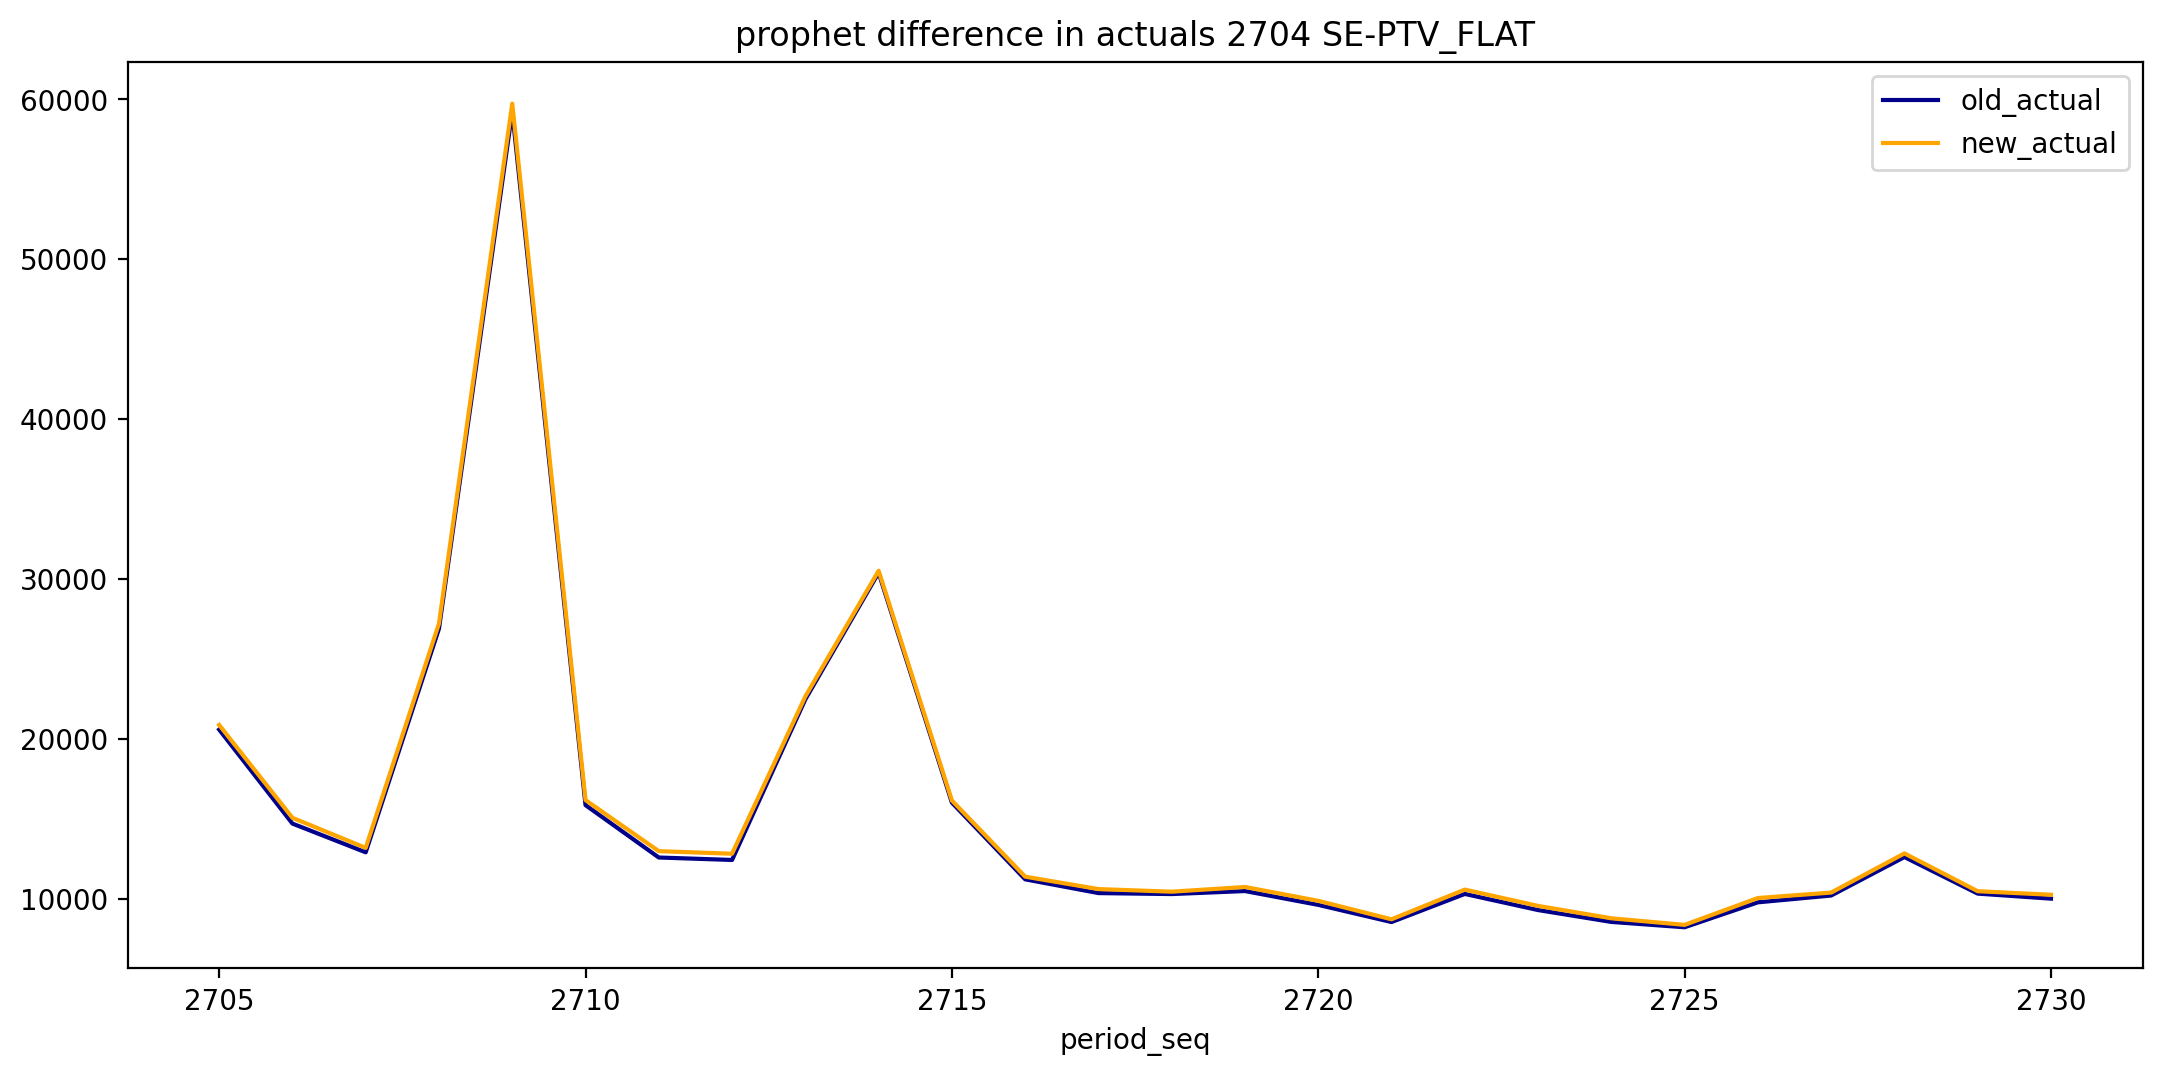 prophet difference in actuals 2704 SE-PTV_FLAT
old_actual
new_actual
60000
50000
40000
30000
20000
10000
2705 2710 2715 2720 2725 2730
period_seq